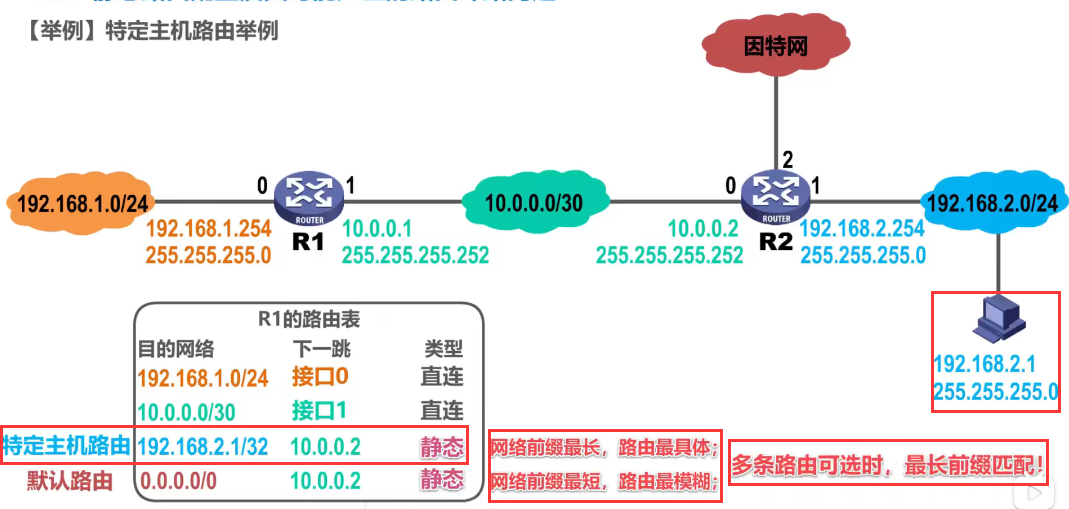 【举例】特定主机路由举例
因特网
2
192.168.1.0/24
0
1
10.0.0.0/30
0
1
192.168.2.0/24
ROUTER
ROUTER
192.168.1.254
255.255.255.0
R1
10.0.0.1
255.255.255.252
10.0.0.2
255.255.255.252
R2
192.168.2.254
255.255.255.0
192.168.2.1
255.255.255.0
R1的路由表
目的网络 下一跳 类型
192.168.1.0/24 接口0 直连
10.0.0.0/30 接口1 直连
特定主机路由 192.168.2.1/32 10.0.0.2 静态
默认路由 0.0.0.0/0 10.0.0.2 静态
网络前缀最长，路由最具体；
网络前缀最短，路由最模糊；
多条路由可选时，最长前缀匹配！